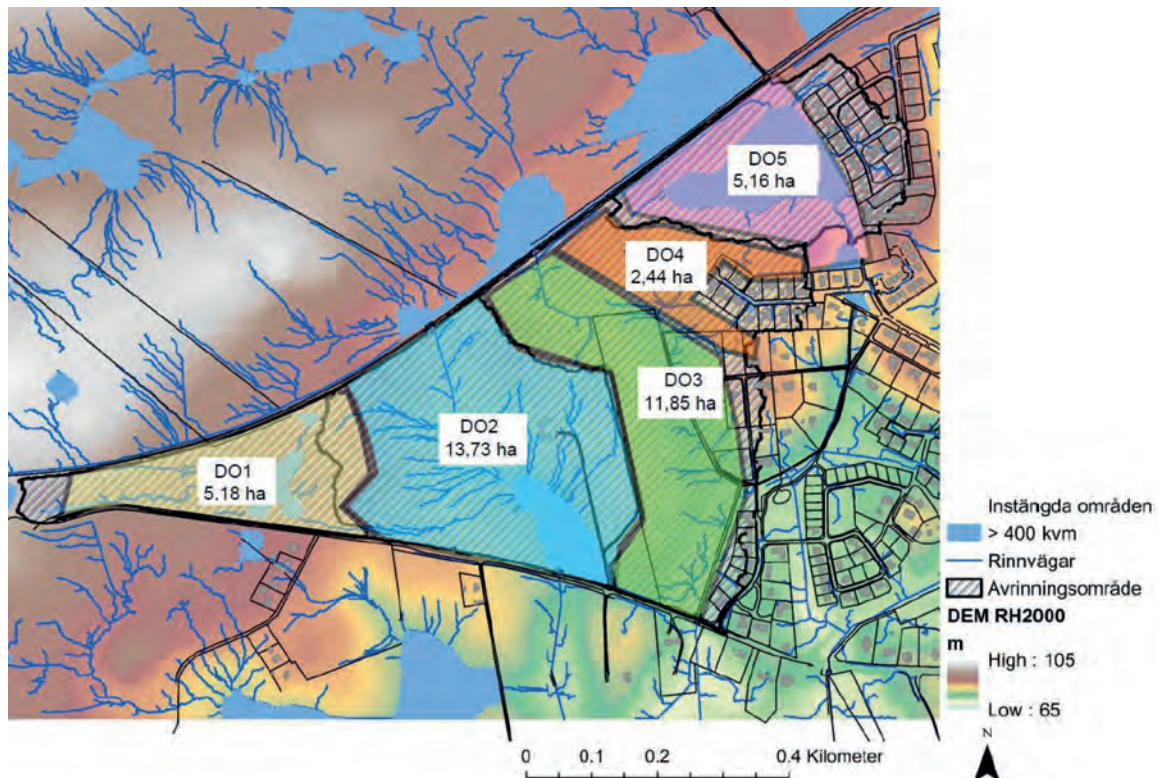 DO5
5,16 ha
DO4
2,44 ha
DO3
11,85 ha
DO2
13,73 ha
DO1
5,18 ha
Instängda områden
> 400 kvm
Rinnvägar
Avrinningsområde
DEM RH2000
m
High : 105
Low : 65
N
0 0.1 0.2 0.4 Kilometer